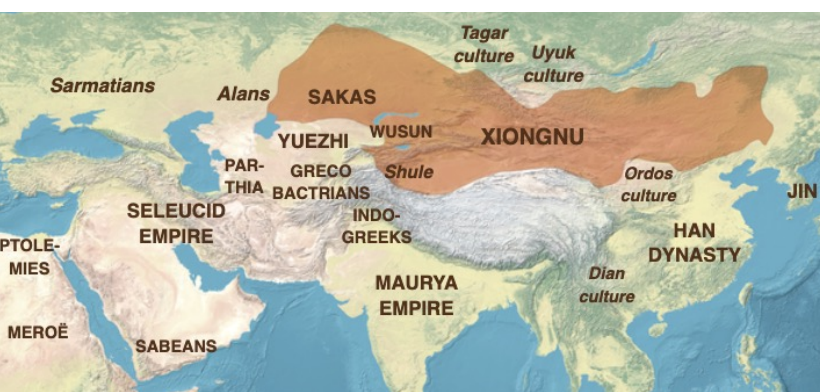 Tagar
culture
Uyuk
culture
Sarmatians
Alans
SAKAS
WUSUN
XIONGNU
YUEZHI
PAR-
THIA
GRECO
BACTRIANS
Shule
Ordos
culture
JIN
SELEUCID
EMPIRE
INDO-
GREEKS
HAN
DYNASTY
PTOLE-
MIES
MAURYA
EMPIRE
Dian
culture
MEROË
SABEANS